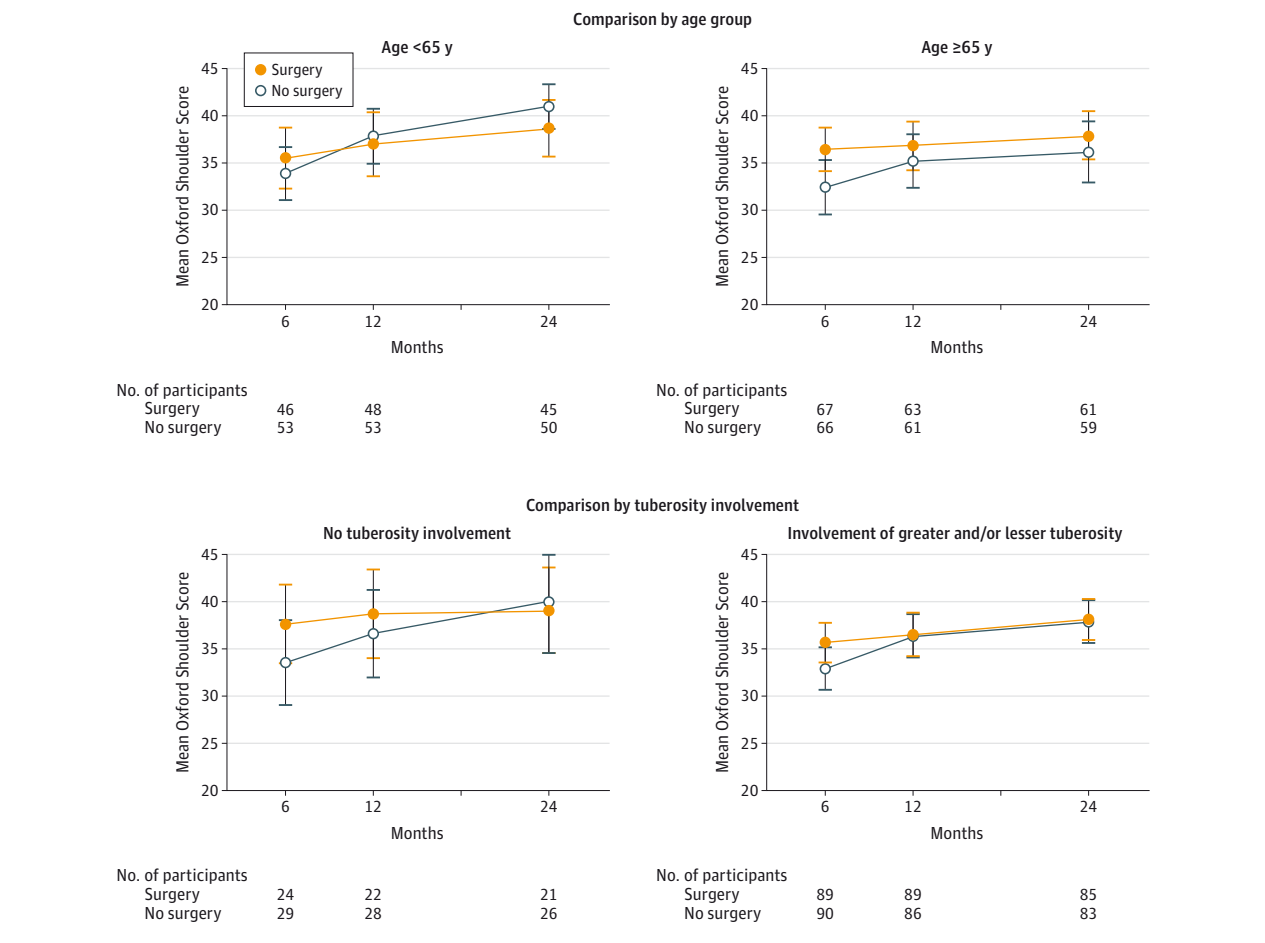 Comparison by age group
Age <65 y
Surgery
No surgery
Mean Oxford Shoulder Score
45
40
35
30
25
20
6 12 24
Months
No. of participants
Surgery 46 48 45
No surgery 53 53 50
Age ≥65 y
Mean Oxford Shoulder Score
45
40
35
30
25
20
6 12 24
Months
No. of participants
Surgery 67 63 61
No surgery 66 61 59
Comparison by tuberosity involvement
No tuberosity involvement
Mean Oxford Shoulder Score
45
40
35
30
25
20
6 12 24
Months
No. of participants
Surgery 24 22 21
No surgery 29 28 26
Involvement of greater and/or lesser tuberosity
Mean Oxford Shoulder Score
45
40
35
30
25
20
6 12 24
Months
No. of participants
Surgery 89 89 85
No surgery 90 86 83